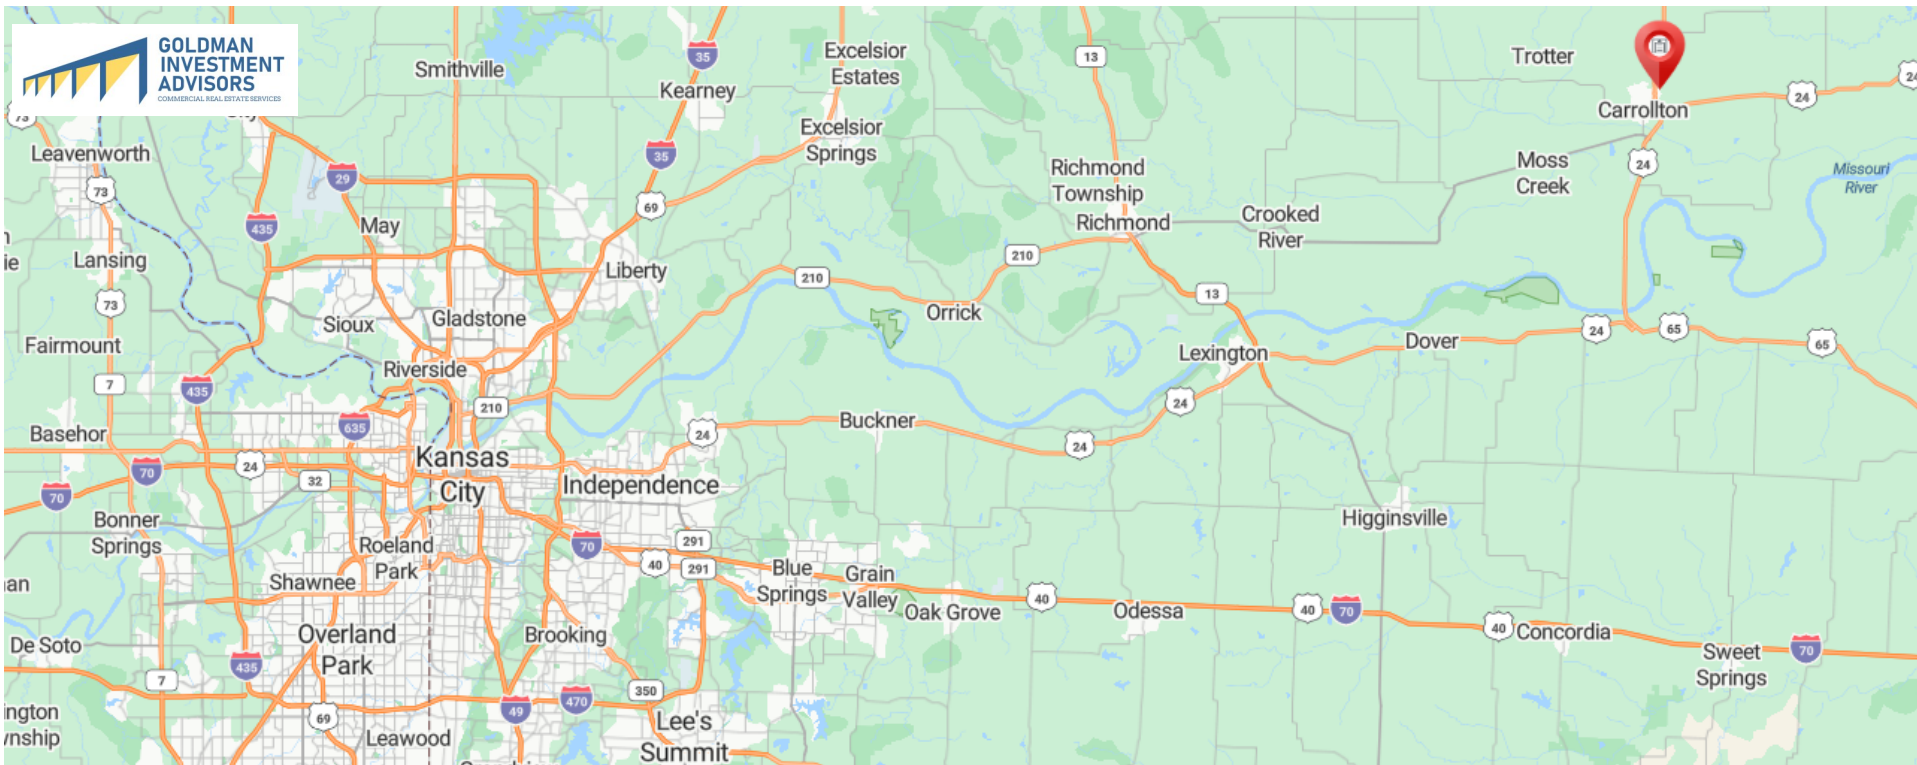 GOLDMAN
INVESTMENT
ADVISORS
COMMERCIAL REAL ESTATE SERVICES
Smithville
35
Kearney
Excelsior
Estates
13
Trotter
24
24
Carrollton
73
Leavenworth
73
29
35
Excelsior
Springs
Richmond
Township
Moss
Creek
24
Missouri
River
435
May
69
Richmond
Crooked
River
Lansing
Liberty
210
210
73
Sioux
Gladstone
Orrick
13
24
65
65
Fairmount
Riverside
Lexington
Dover
7
435
210
24
635
Basehor
24
Buckner
24
70
24
32
Kansas
City
Independence
70
Bonner
Springs
Roeland
Park
70
291
40
291
Higginsville
Shawnee
Blue
Springs
Grain
Valley
Oak Grove
40
Odessa
40
70
40
Concordia
De Soto
Overland
Park
Brooking
Sweet
Springs
70
435
7
350
470
49
69
Leawood
Lee's
Summit